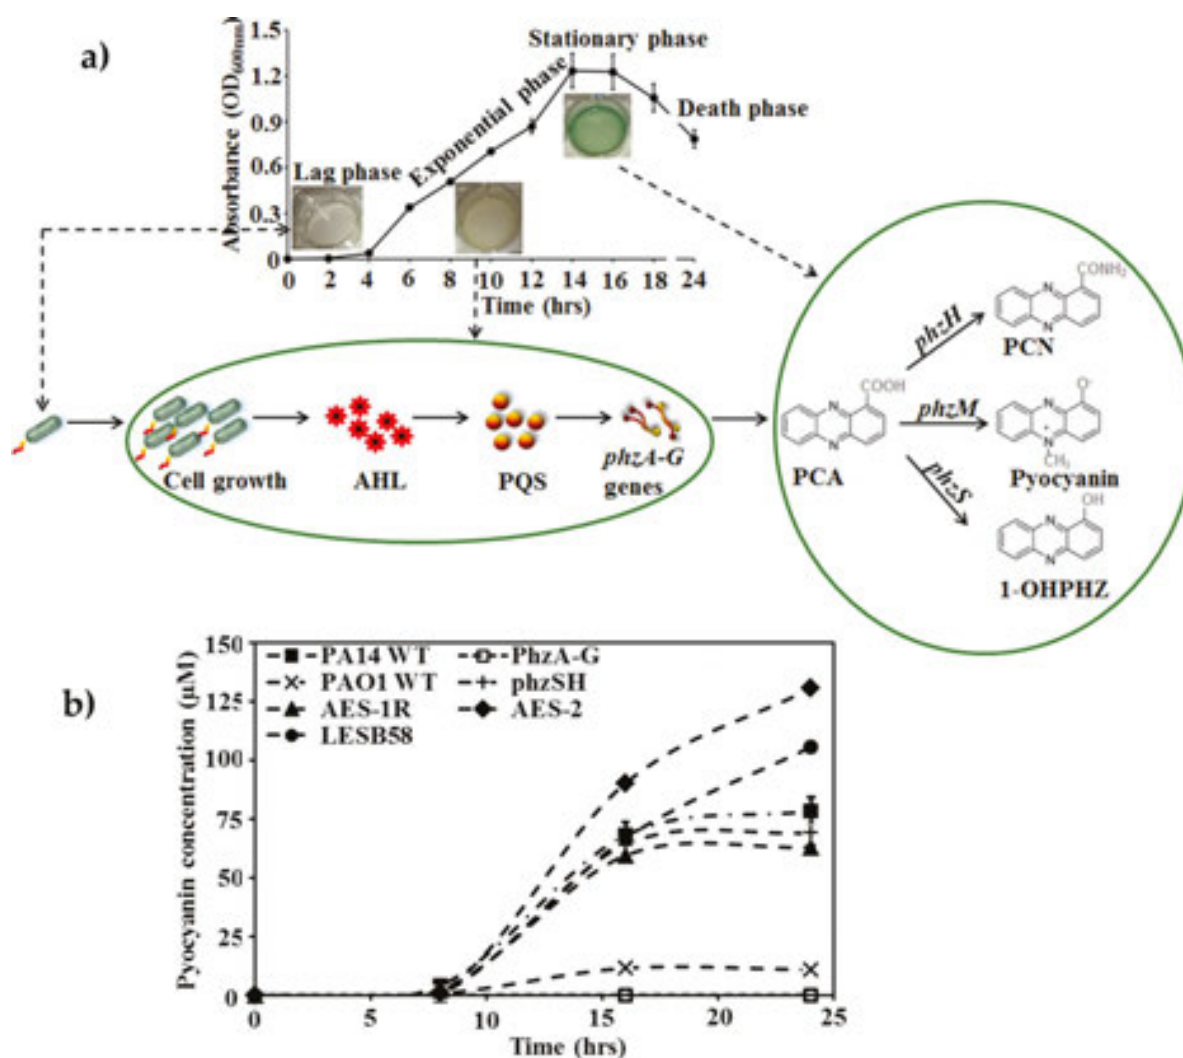 a)
Absorbance (OD600nm)
1.5
1.2
0.9
0.6
0.3
0
Lag phase
Exponential phase
Stationary phase
Death phase
0 2 4 6 8 10 12 14 16 18 24
Time (hrs)
Cell growth
AHL
PQS
phzA-G
genes
COOH
N
N
PCA
phzH
phzM
phzS
CONH2
N
N
PCN
O-
N
N+
CH3
Pyocyanin
OH
N
N
1-OHPHZ
b)
Pyocyanin concentration (µM)
150
125
100
75
50
25
0
PA14 WT PhzA-G
PAO1 WT phzSH
AES-1R AES-2
LESB58
0 5 10 15 20 25
Time (hrs)